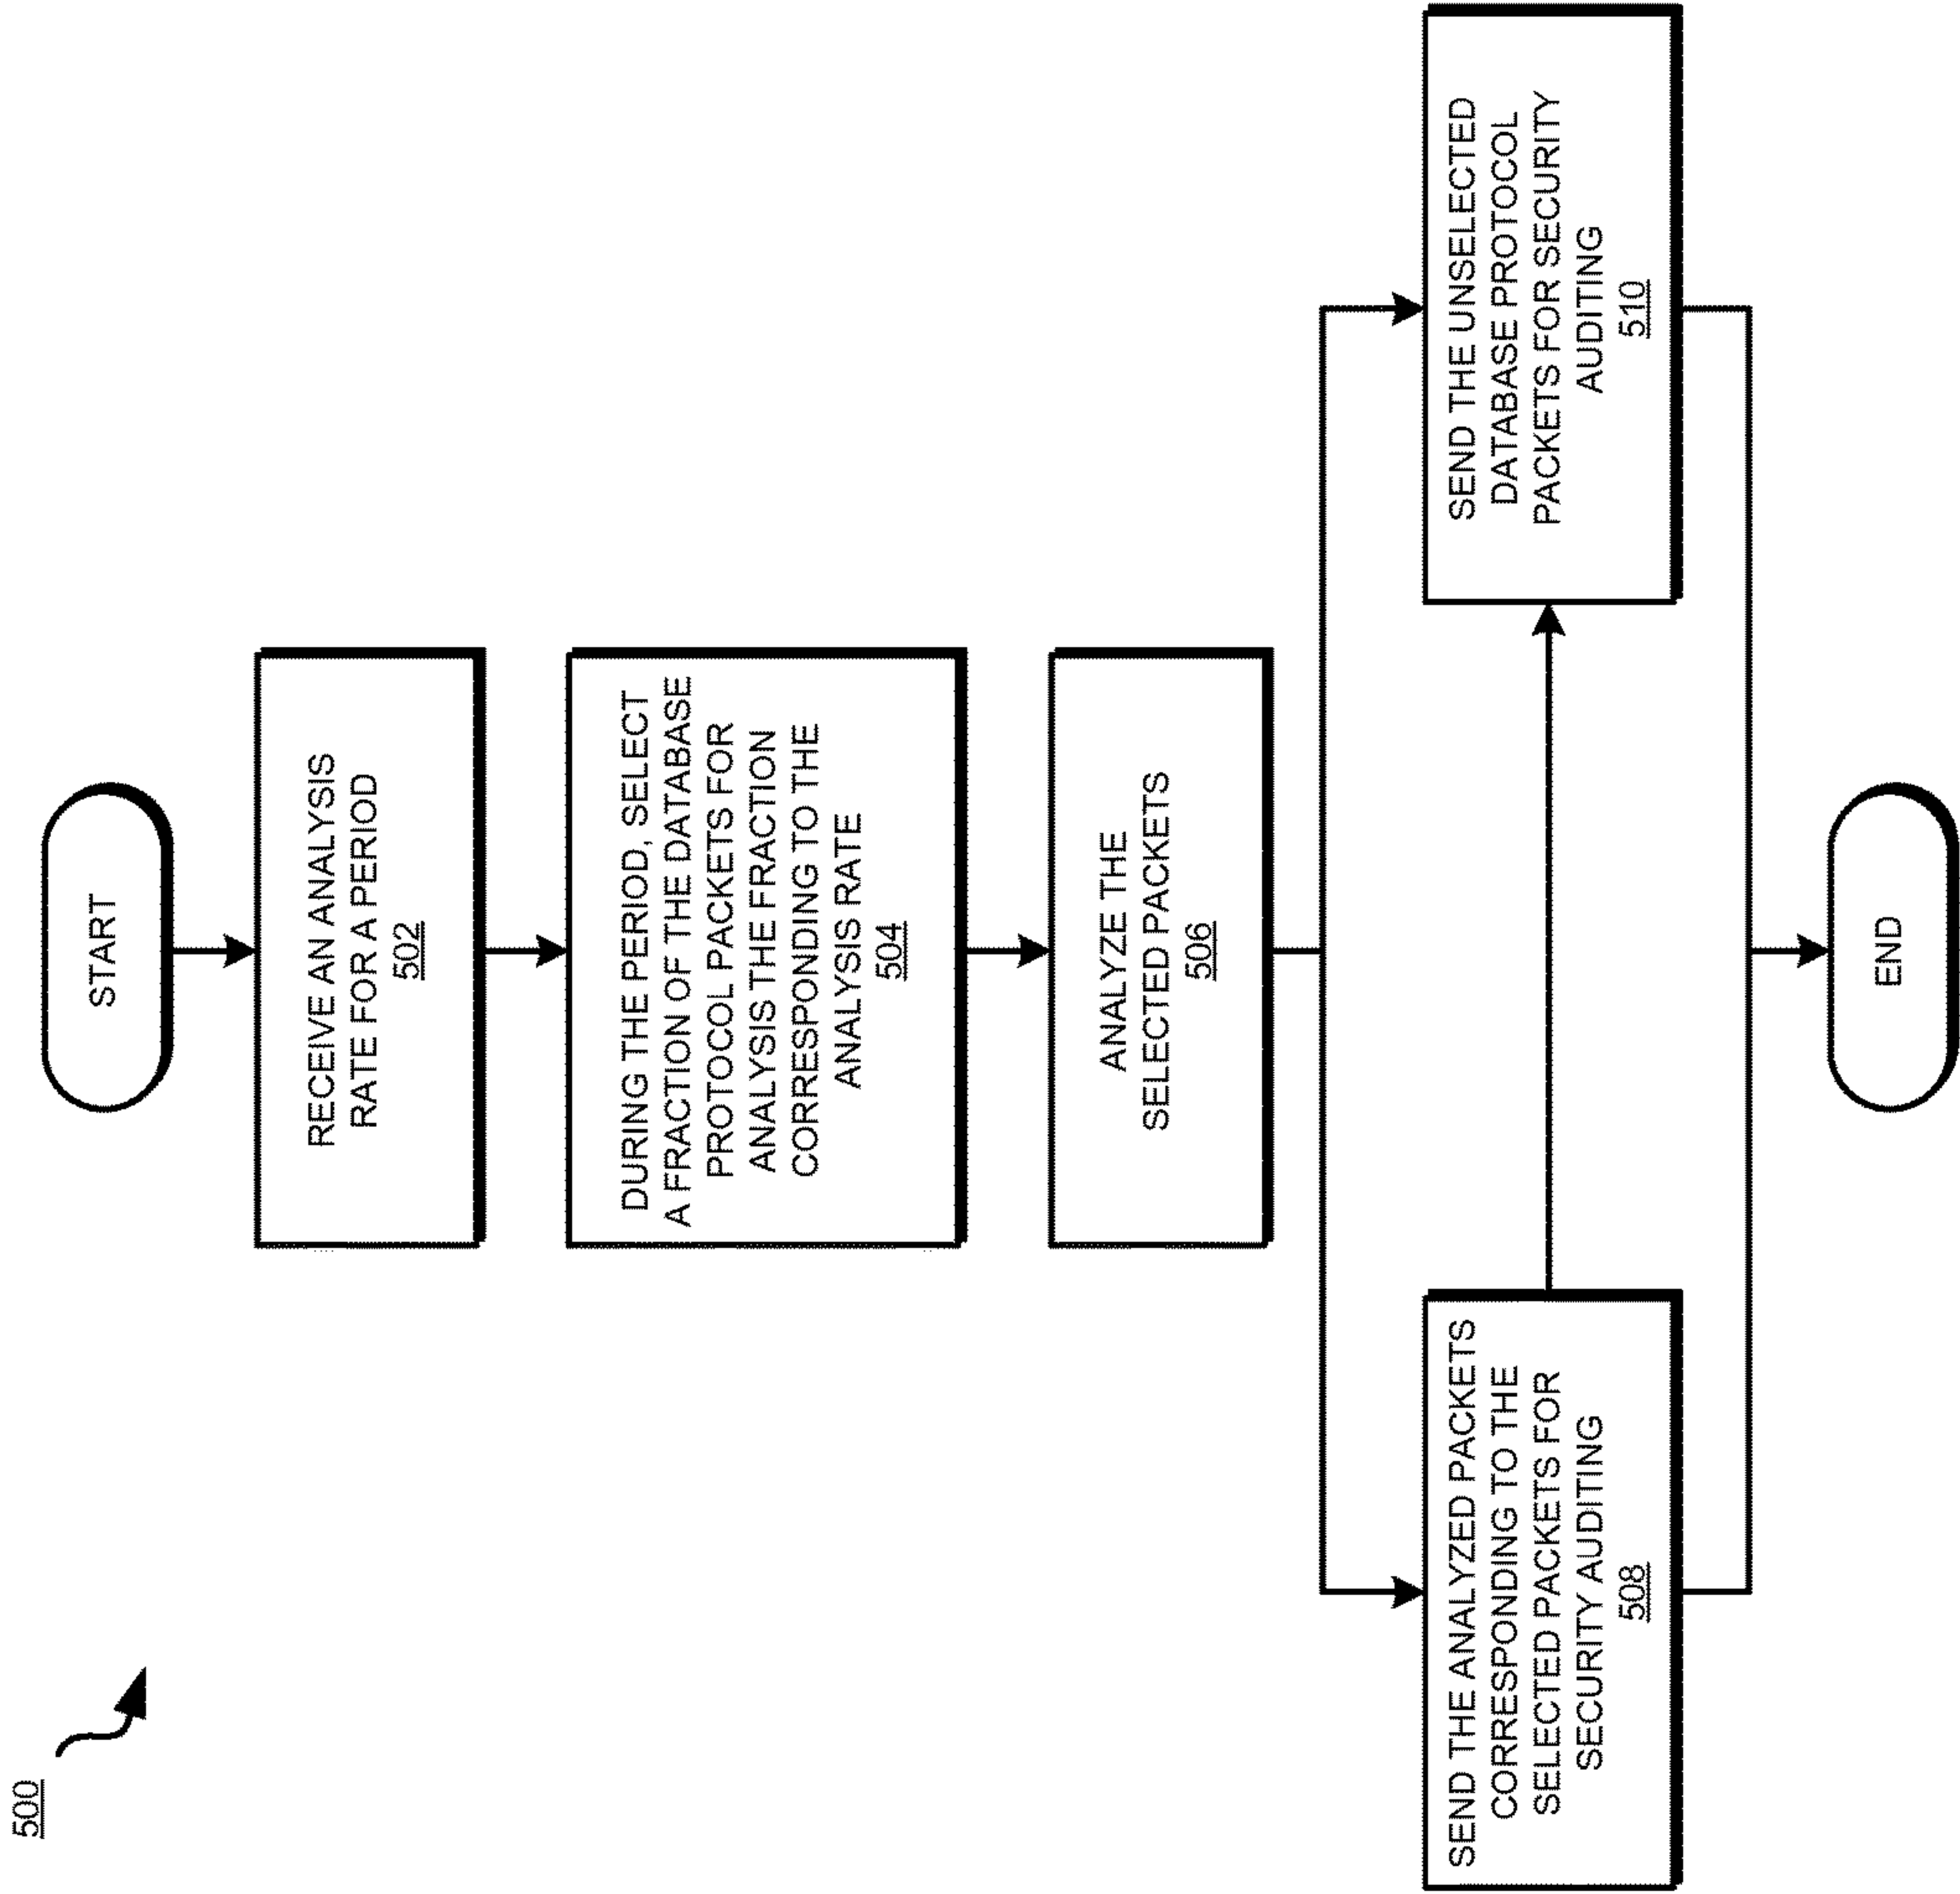 500
START
RECEIVE AN ANALYSIS
RATE FOR A PERIOD
502
DURING THE PERIOD, SELECT
A FRACTION OF THE DATABASE
PROTOCOL PACKETS FOR
ANALYSIS THE FRACTION
CORRESPONDING TO THE
ANALYSIS RATE
504
ANALYZE THE
SELECTED PACKETS
506
SEND THE ANALYZED PACKETS
CORRESPONDING TO THE
SELECTED PACKETS FOR
SECURITY AUDITING
508
SEND THE UNSELECTED
DATABASE PROTOCOL
PACKETS FOR SECURITY
AUDITING
510
END